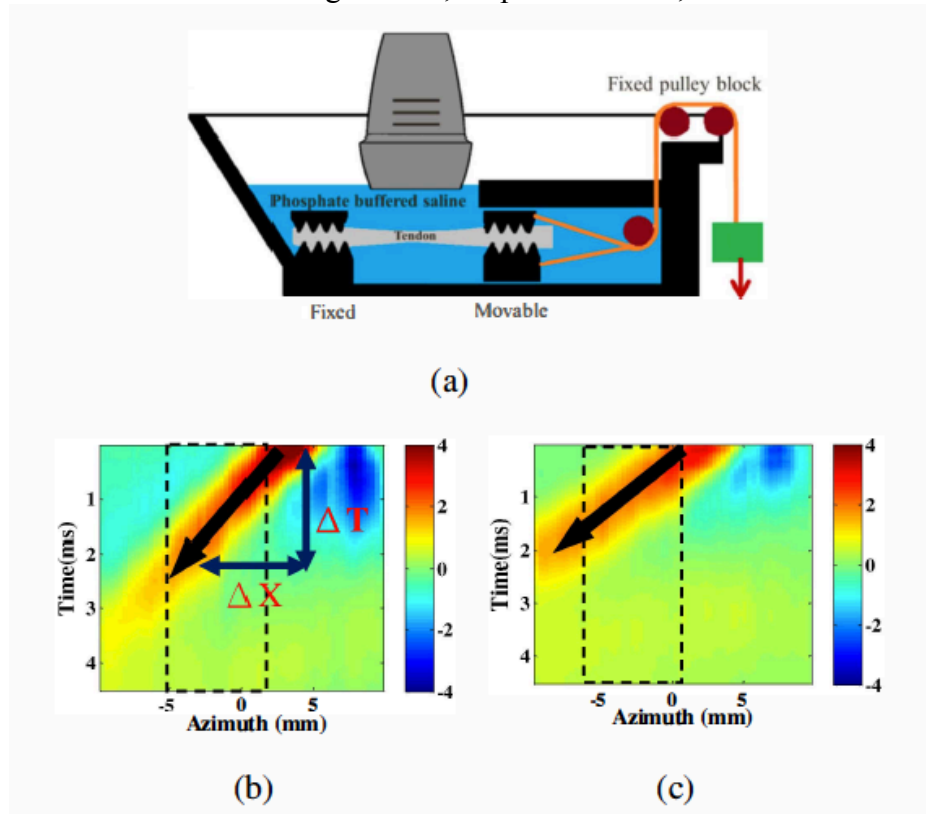 Fixed pulley block
Phosphate buffered saline
Tendon
Fixed
Movable
(a)
Time(ms)
1
2
3
4
-5
0
5
Azimuth (mm)
Δ T
Δ X
4
2
0
-2
-4
(b)
Time(ms)
1
2
3
4
-5
0
5
Azimuth (mm)
4
2
0
-2
-4
(c)